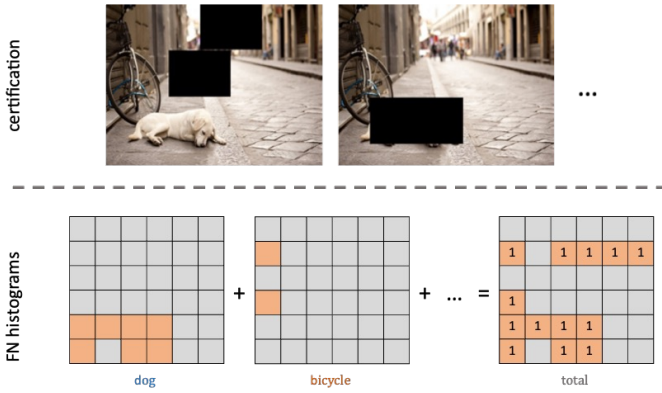 certification
...
FN histograms
+
+ ... =
1 1 1 1 1
1
1 1 1 1
1 1 1
dog
bicycle
total